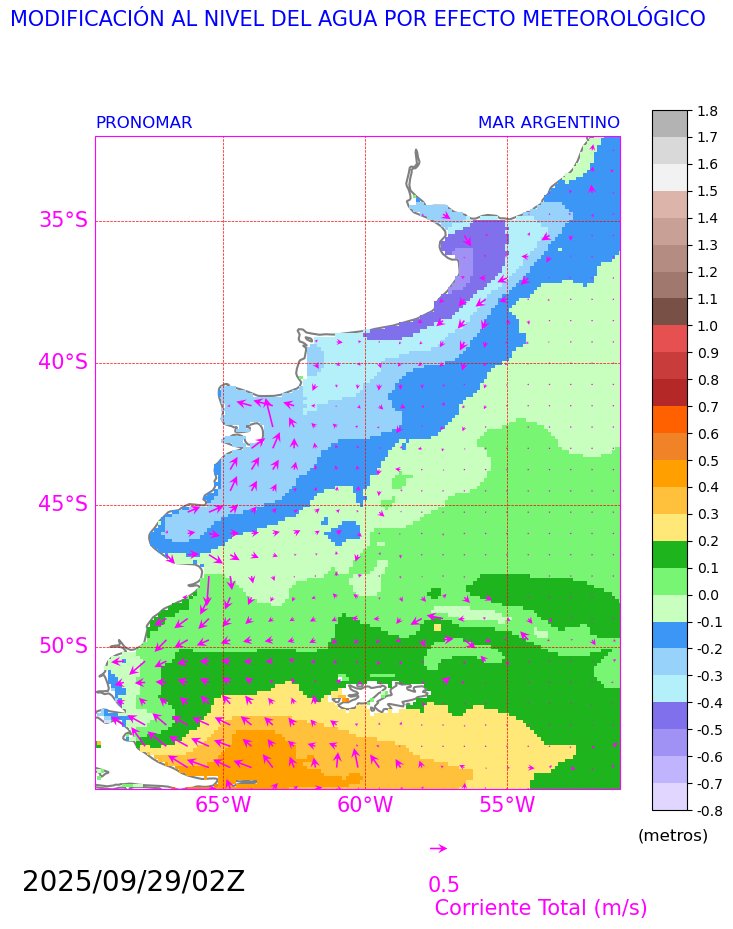 MODIFICACIÓN AL NIVEL DEL AGUA POR EFECTO METEOROLÓGICO
PRONOMAR MAR ARGENTINO
35°S
40°S
45°S
50°S
65°W 60°W 55°W
1.8
1.7
1.6
1.5
1.4
1.3
1.2
1.1
1.0
0.9
0.8
0.7
0.6
0.5
0.4
0.3
0.2
0.1
0.0
-0.1
-0.2
-0.3
-0.4
-0.5
-0.6
-0.7
-0.8
(metros)
2025/09/29/02Z
0.5
Corriente Total (m/s)